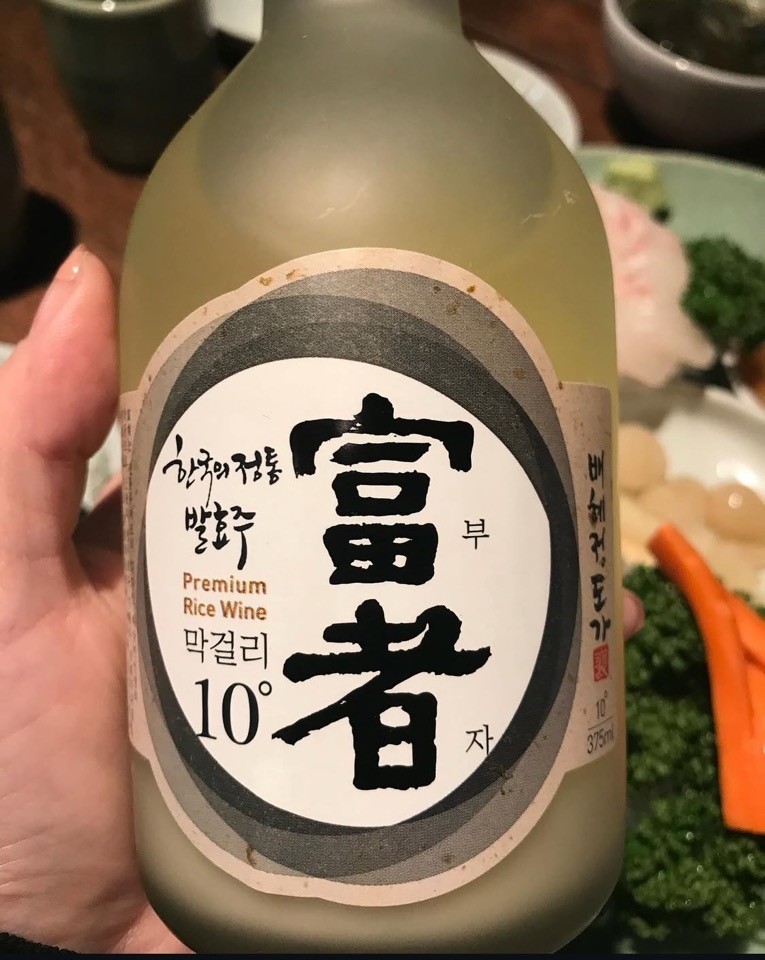 한국의 정통
발효주
Premium
Rice Wine
막걸리
10°
富者
부
자
배혜정도가
10°
375ml